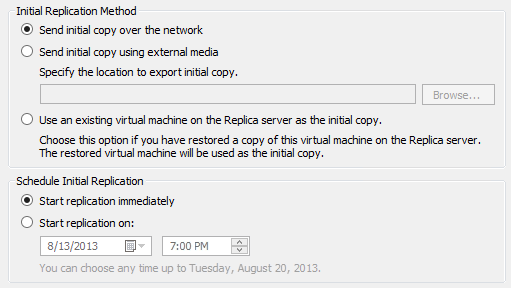 Initial Replication Method
Send initial copy over the network
Send initial copy using external media
Specify the location to export initial copy.
Browse...
Use an existing virtual machine on the Replica server as the initial copy.
Choose this option if you have restored a copy of this virtual machine on the Replica server.
The restored virtual machine will be used as the initial copy.
Schedule Initial Replication
Start replication immediately
Start replication on:
8/13/2013 7:00 PM
You can choose any time up to Tuesday, August 20, 2013.